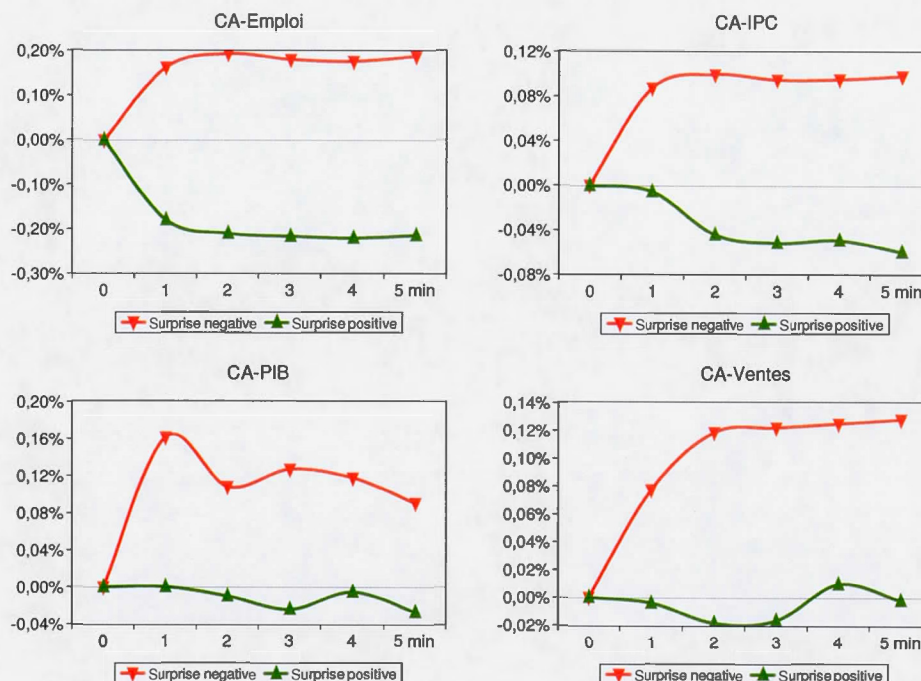 CA-Emploi
0,20%
0,10%
0,00%
-0,10%
-0,20%
-0,30%
0 1 2 3 4 5 min
Surprise negative Surprise positive
CA-IPC
0,12%
0,08%
0,04%
0,00%
-0,04%
-0,08%
0 1 2 3 4 5 min
Surprise negative Surprise positive
CA-PIB
0,20%
0,16%
0,12%
0,08%
0,04%
0,00%
-0,04%
0 1 2 3 4 5 min
Surprise negative Surprise positive
CA-Ventes
0,14%
0,12%
0,10%
0,08%
0,06%
0,04%
0,02%
0,00%
-0,02%
0 1 2 3 4 5 min
Surprise negative Surprise positive